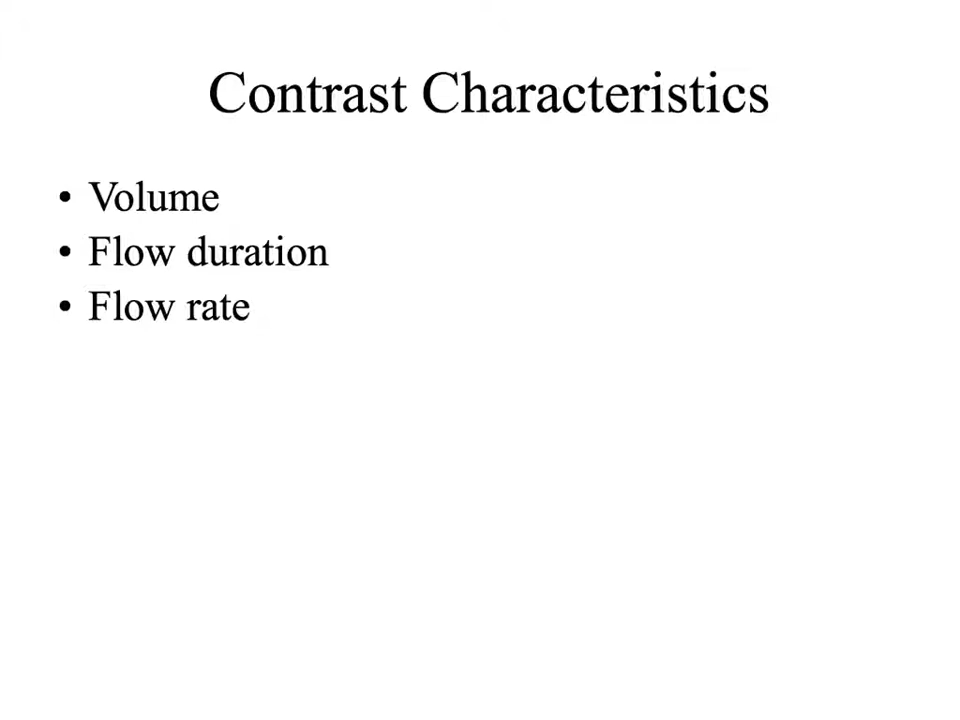 Contrast Characteristics
• Volume
• Flow duration
• Flow rate